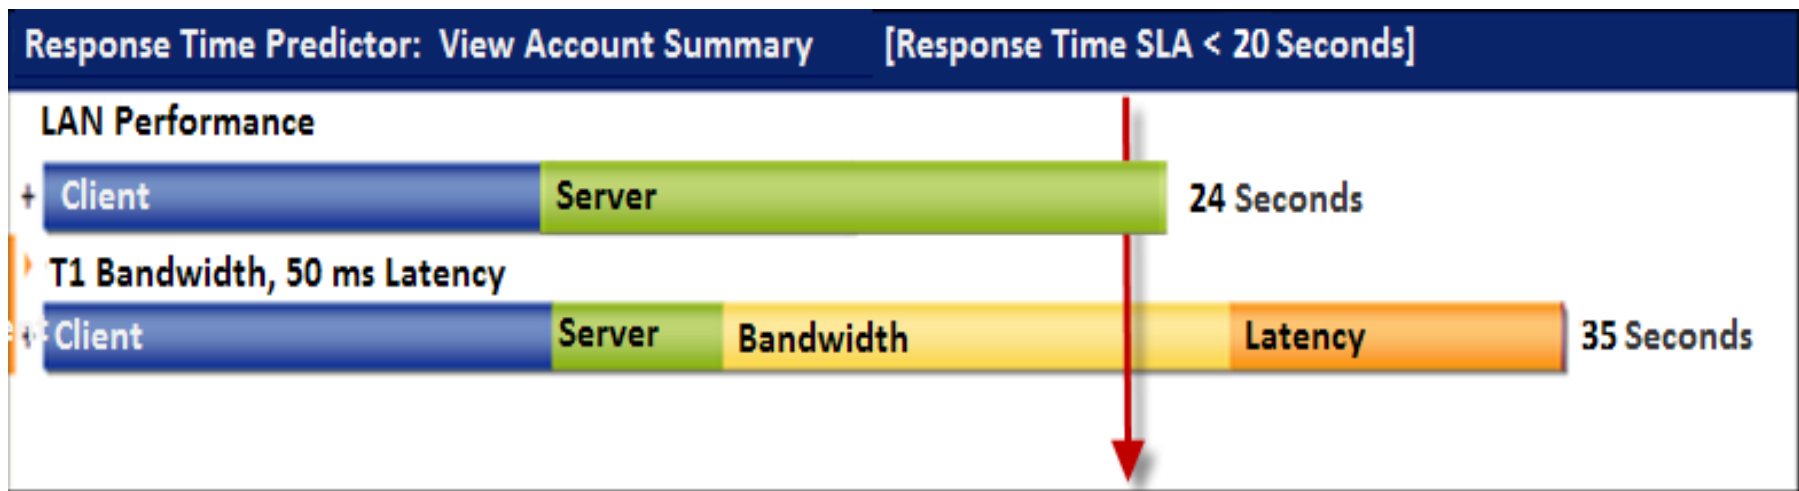 Response Time Predictor: View Account Summary [Response Time SLA < 20 Seconds]
LAN Performance
+ Client Server 24 Seconds
T1 Bandwidth, 50 ms Latency
+ Client Server Bandwidth Latency 35 Seconds